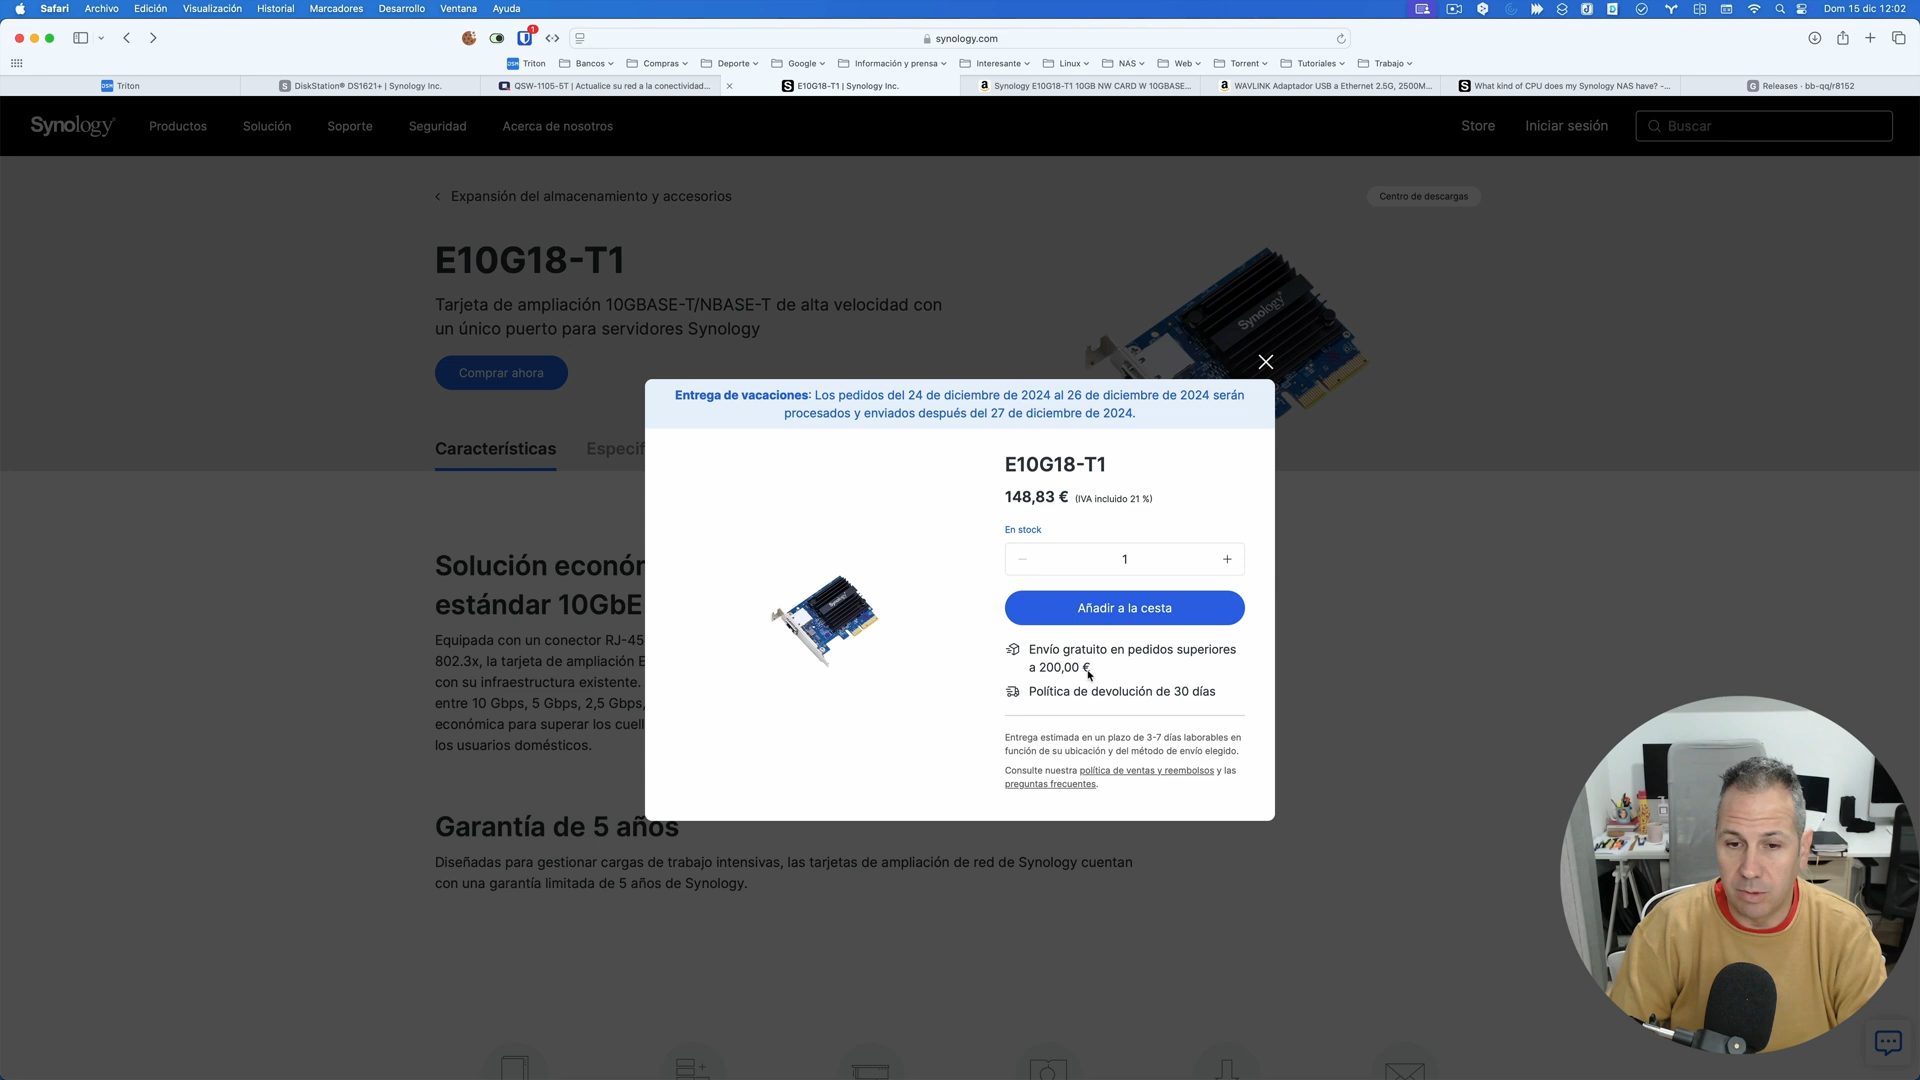 Safari Archivo Edición Visualización Historial Marcadores Desarrollo Ventana Ayuda Dom 15 dic 12:02
1
synology.com
DSM Triton Bancos Compras Deporte Google Información y prensa Interesante Linux NAS Web Torrent Tutoriales Trabajo
DSM Triton S DiskStation® DS1621+ | Synology Inc. QSW-1105-5T | Actualice su red a la conectividad... S E10G18-T1 | Synology Inc. a Synology E10G18-T1 10GB NW CARD W 10GBASE... a WAVLINK Adaptador USB a Ethernet 2.5G, 2500M... S What kind of CPU does my Synology NAS have? -... Releases · bb-qq/r8152
Synology Productos Solución Soporte Seguridad Acerca de nosotros Store Iniciar sesión Buscar
Expansión del almacenamiento y accesorios
Centro de descargas
E10G18-T1
Tarjeta de ampliación 10GBASE-T/NBASE-T de alta velocidad con
un único puerto para servidores Synology
Comprar ahora
Synology
Características Especif
Entrega de vacaciones: Los pedidos del 24 de diciembre de 2024 al 26 de diciembre de 2024 serán
procesados y enviados después del 27 de diciembre de 2024.
E10G18-T1
148,83 € (IVA incluido 21 %)
En stock
− 1 +
Añadir a la cesta
Envío gratuito en pedidos superiores
a 200,00 €
Política de devolución de 30 días
Entrega estimada en un plazo de 3-7 días laborables en
función de su ubicación y del método de envío elegido.
Consulte nuestra política de ventas y reembolsos y las
preguntas frecuentes.
Synology
Solución econór
estándar 10GbE
Equipada con un conector RJ-45
802.3x, la tarjeta de ampliación E
con su infraestructura existente.
entre 10 Gbps, 5 Gbps, 2,5 Gbps,
económica para superar los cuell
los usuarios domésticos.
Garantía de 5 años
Diseñadas para gestionar cargas de trabajo intensivas, las tarjetas de ampliación de red de Synology cuentan
con una garantía limitada de 5 años de Synology.